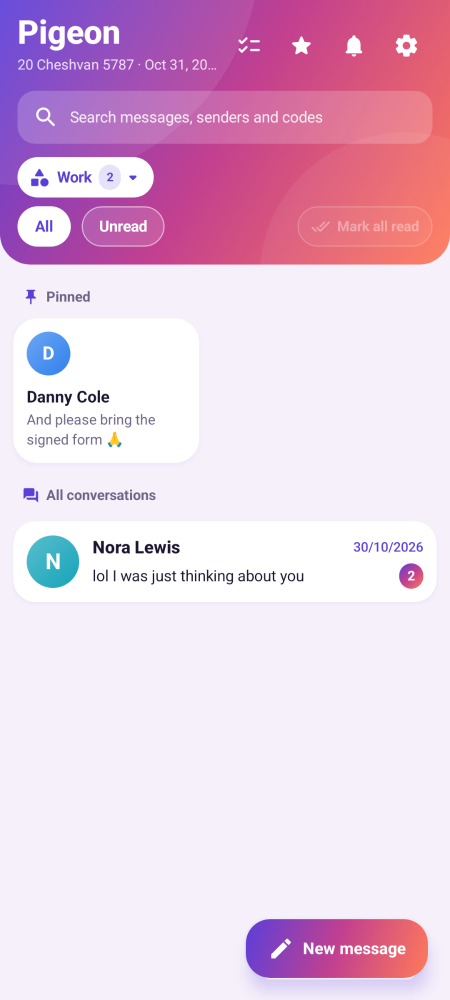 Pigeon
20 Cheshvan 5787 · Oct 31, 20…
Search messages, senders and codes
Work 2
All Unread Mark all read
Pinned
D
Danny Cole
And please bring the
signed form 🙏
All conversations
N
Nora Lewis 30/10/2026
lol I was just thinking about you 2
New message